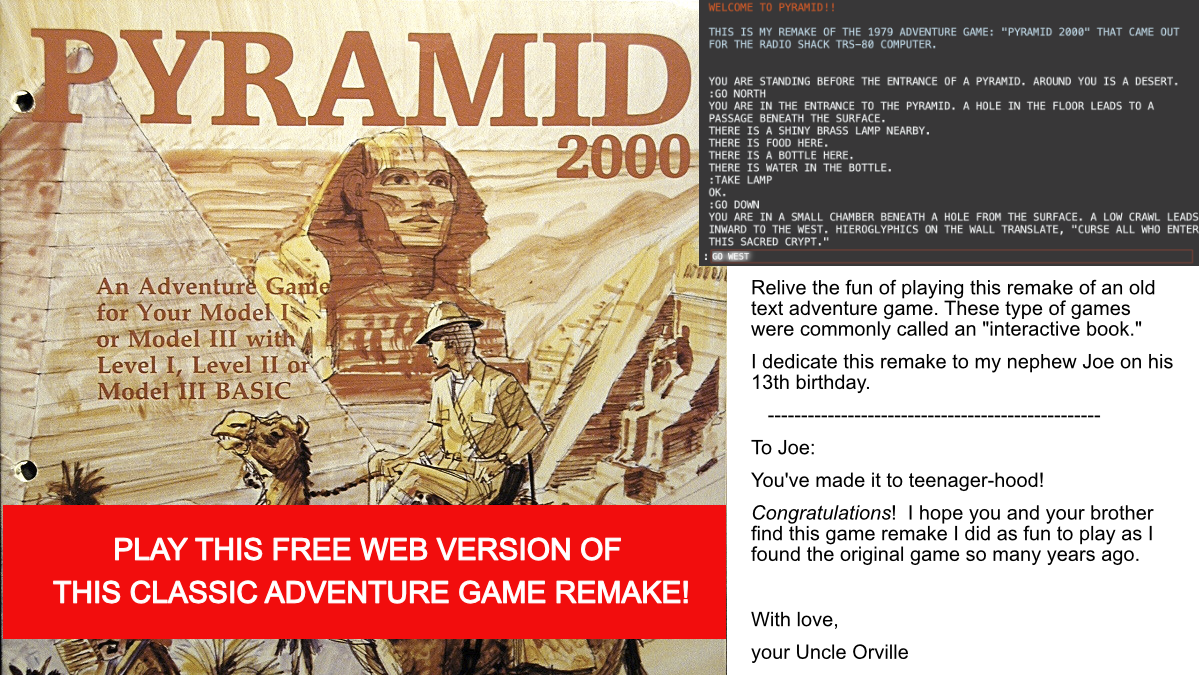 PYRAMID
2000
An Adventure Game
for Your Model I
or Model III with
Level I, Level II or
Model III BASIC
PLAY THIS FREE WEB VERSION OF
THIS CLASSIC ADVENTURE GAME REMAKE!
WELCOME TO PYRAMID!!
THIS IS MY REMAKE OF THE 1979 ADVENTURE GAME: "PYRAMID 2000" THAT CAME OUT
FOR THE RADIO SHACK TRS-80 COMPUTER.
YOU ARE STANDING BEFORE THE ENTRANCE OF A PYRAMID. AROUND YOU IS A DESERT.
:GO NORTH
YOU ARE IN THE ENTRANCE TO THE PYRAMID. A HOLE IN THE FLOOR LEADS TO A
PASSAGE BENEATH THE SURFACE.
THERE IS A SHINY BRASS LAMP NEARBY.
THERE IS FOOD HERE.
THERE IS A BOTTLE HERE.
THERE IS WATER IN THE BOTTLE.
:TAKE LAMP
OK.
:GO DOWN
YOU ARE IN A SMALL CHAMBER BENEATH A HOLE FROM THE SURFACE. A LOW CRAWL LEADS
INWARD TO THE WEST. HIEROGLYPHICS ON THE WALL TRANSLATE, "CURSE ALL WHO ENTER
THIS SACRED CRYPT."
: GO WEST
Relive the fun of playing this remake of an old
text adventure game. These type of games
were commonly called an "interactive book."
I dedicate this remake to my nephew Joe on his
13th birthday.
--------------------------------------------------
To Joe:
You've made it to teenager-hood!
Congratulations!  I hope you and your brother
find this game remake I did as fun to play as I
found the original game so many years ago.
With love,
your Uncle Orville